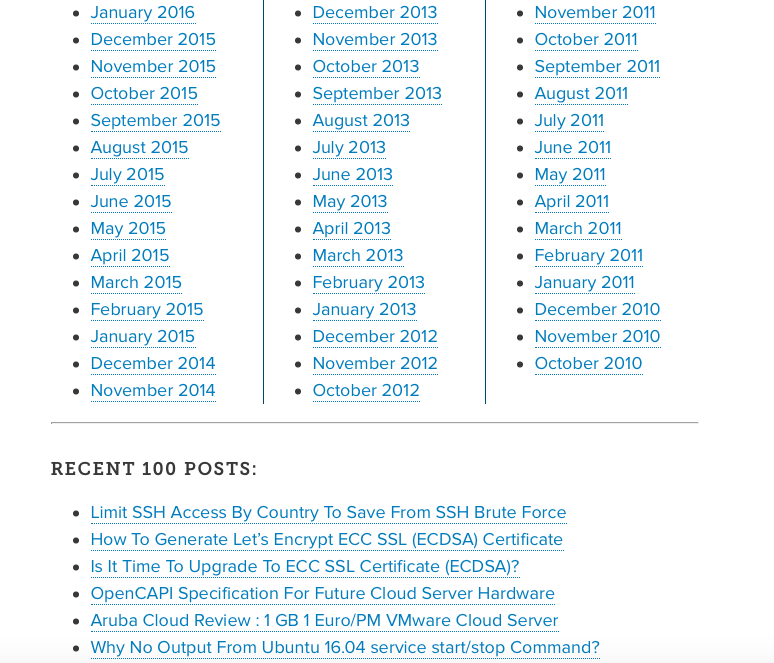 January 2016
December 2015
November 2015
October 2015
September 2015
August 2015
July 2015
June 2015
May 2015
April 2015
March 2015
February 2015
January 2015
December 2014
November 2014
December 2013
November 2013
October 2013
September 2013
August 2013
July 2013
June 2013
May 2013
April 2013
March 2013
February 2013
January 2013
December 2012
November 2012
October 2012
November 2011
October 2011
September 2011
August 2011
July 2011
June 2011
May 2011
April 2011
March 2011
February 2011
January 2011
December 2010
November 2010
October 2010
RECENT 100 POSTS:
Limit SSH Access By Country To Save From SSH Brute Force
How To Generate Let’s Encrypt ECC SSL (ECDSA) Certificate
Is It Time To Upgrade To ECC SSL Certificate (ECDSA)?
OpenCAPI Specification For Future Cloud Server Hardware
Aruba Cloud Review : 1 GB 1 Euro/PM VMware Cloud Server
Why No Output From Ubuntu 16.04 service start/stop Command?